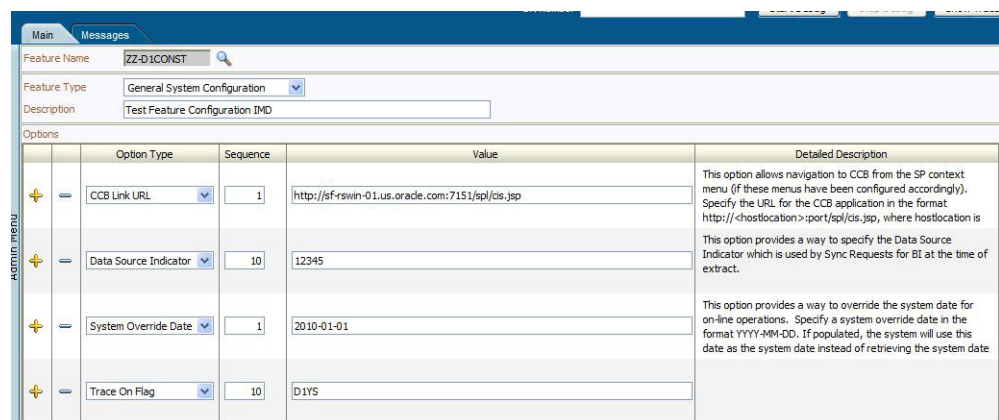 Main Messages
Feature Name ZZ-D1CONST
Feature Type General System Configuration
Description Test Feature Configuration IMD
Options
Option Type Sequence Value Detailed Description
CCB Link URL 1 http://sf-rswin-01.us.oracle.com:7151/spl/cis.jsp
This option allows navigation to CCB from the SP context
menu (if these menus have been configured accordingly).
Specify the URL for the CCB application in the format
http://<hostlocation>:port/spl/cis.jsp, where hostlocation is
Data Source Indicator 10 12345
This option provides a way to specify the Data Source
Indicator which is used by Sync Requests for BI at the time of
extract.
System Override Date 1 2010-01-01
This option provides a way to override the system date for
on-line operations. Specify a system override date in the
format YYYY-MM-DD. If populated, the system will use this
date as the system date instead of retrieving the system date
Trace On Flag 10 D1YS
Admin Menu